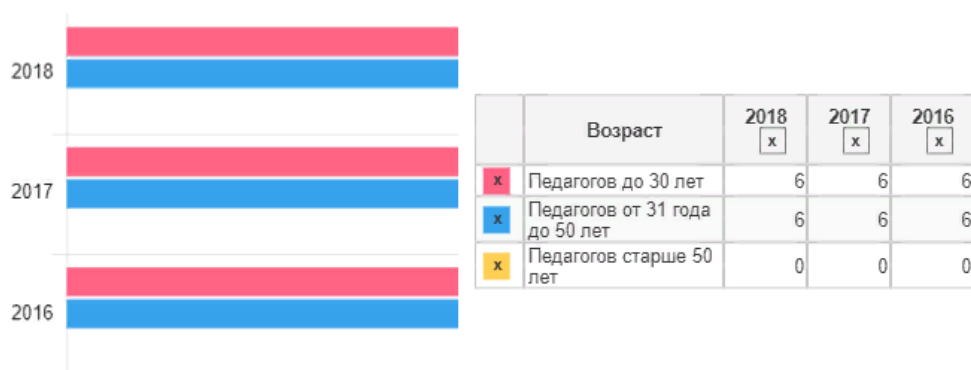 2018
2017
2016
Возраст 2018 2017 2016
x x x
x Педагогов до 30 лет 6 6 6
x Педагогов от 31 года
до 50 лет 6 6 6
x Педагогов старше 50
лет 0 0 0